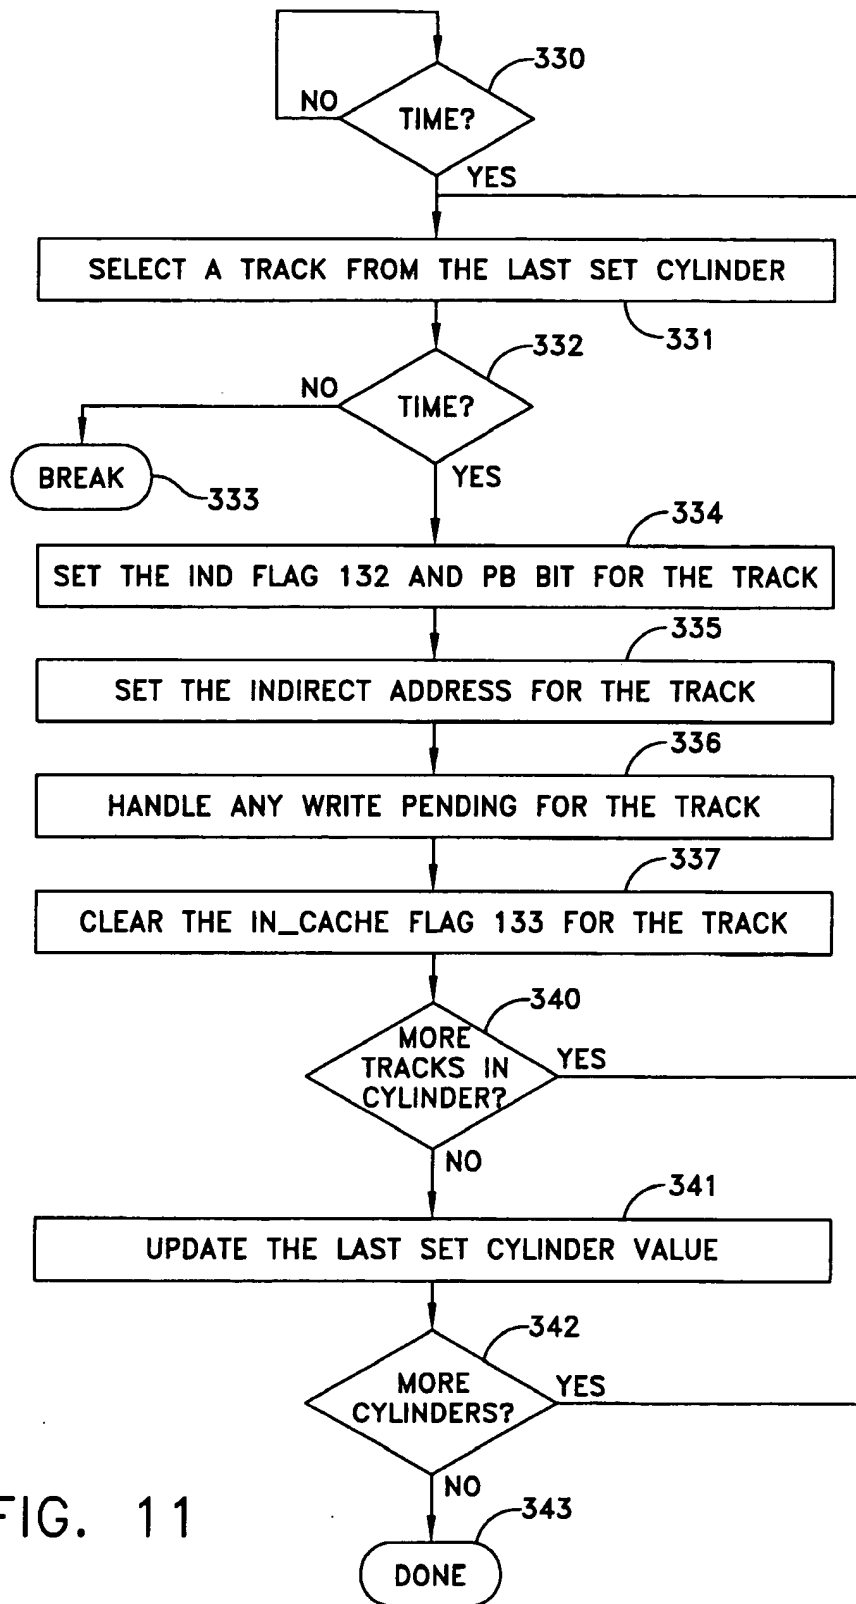 330
NO
TIME?
YES
SELECT A TRACK FROM THE LAST SET CYLINDER
331
332
NO
TIME?
BREAK
333
YES
334
SET THE IND FLAG 132 AND PB BIT FOR THE TRACK
335
SET THE INDIRECT ADDRESS FOR THE TRACK
336
HANDLE ANY WRITE PENDING FOR THE TRACK
337
CLEAR THE IN_CACHE FLAG 133 FOR THE TRACK
340
MORE
TRACKS IN
CYLINDER?
YES
NO
341
UPDATE THE LAST SET CYLINDER VALUE
342
MORE
CYLINDERS?
YES
NO
343
DONE
FIG. 11